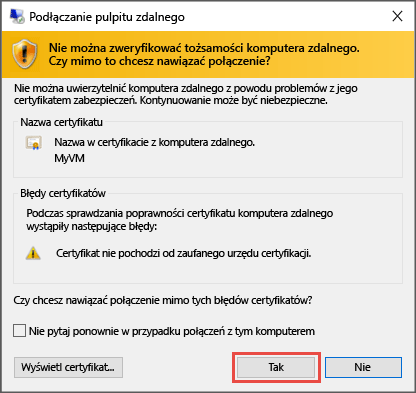 Podłączanie pulpitu zdalnego
Nie można zweryfikować tożsamości komputera zdalnego.
Czy mimo to chcesz nawiązać połączenie?
Nie można uwierzytelnić komputera zdalnego z powodu problemów z jego
certyfikatem zabezpieczeń. Kontynuowanie może być niebezpieczne.
Nazwa certyfikatu
Nazwa w certyfikacie z komputera zdalnego.
MyVM
Błędy certyfikatów
Podczas sprawdzania poprawności certyfikatu komputera zdalnego
wystąpiły następujące błędy:
Certyfikat nie pochodzi od zaufanego urzędu certyfikacji.
Czy chcesz nawiązać połączenie mimo tych błędów certyfikatów?
Nie pytaj ponownie w przypadku połączeń z tym komputerem
Wyświetl certyfikat...
Tak
Nie